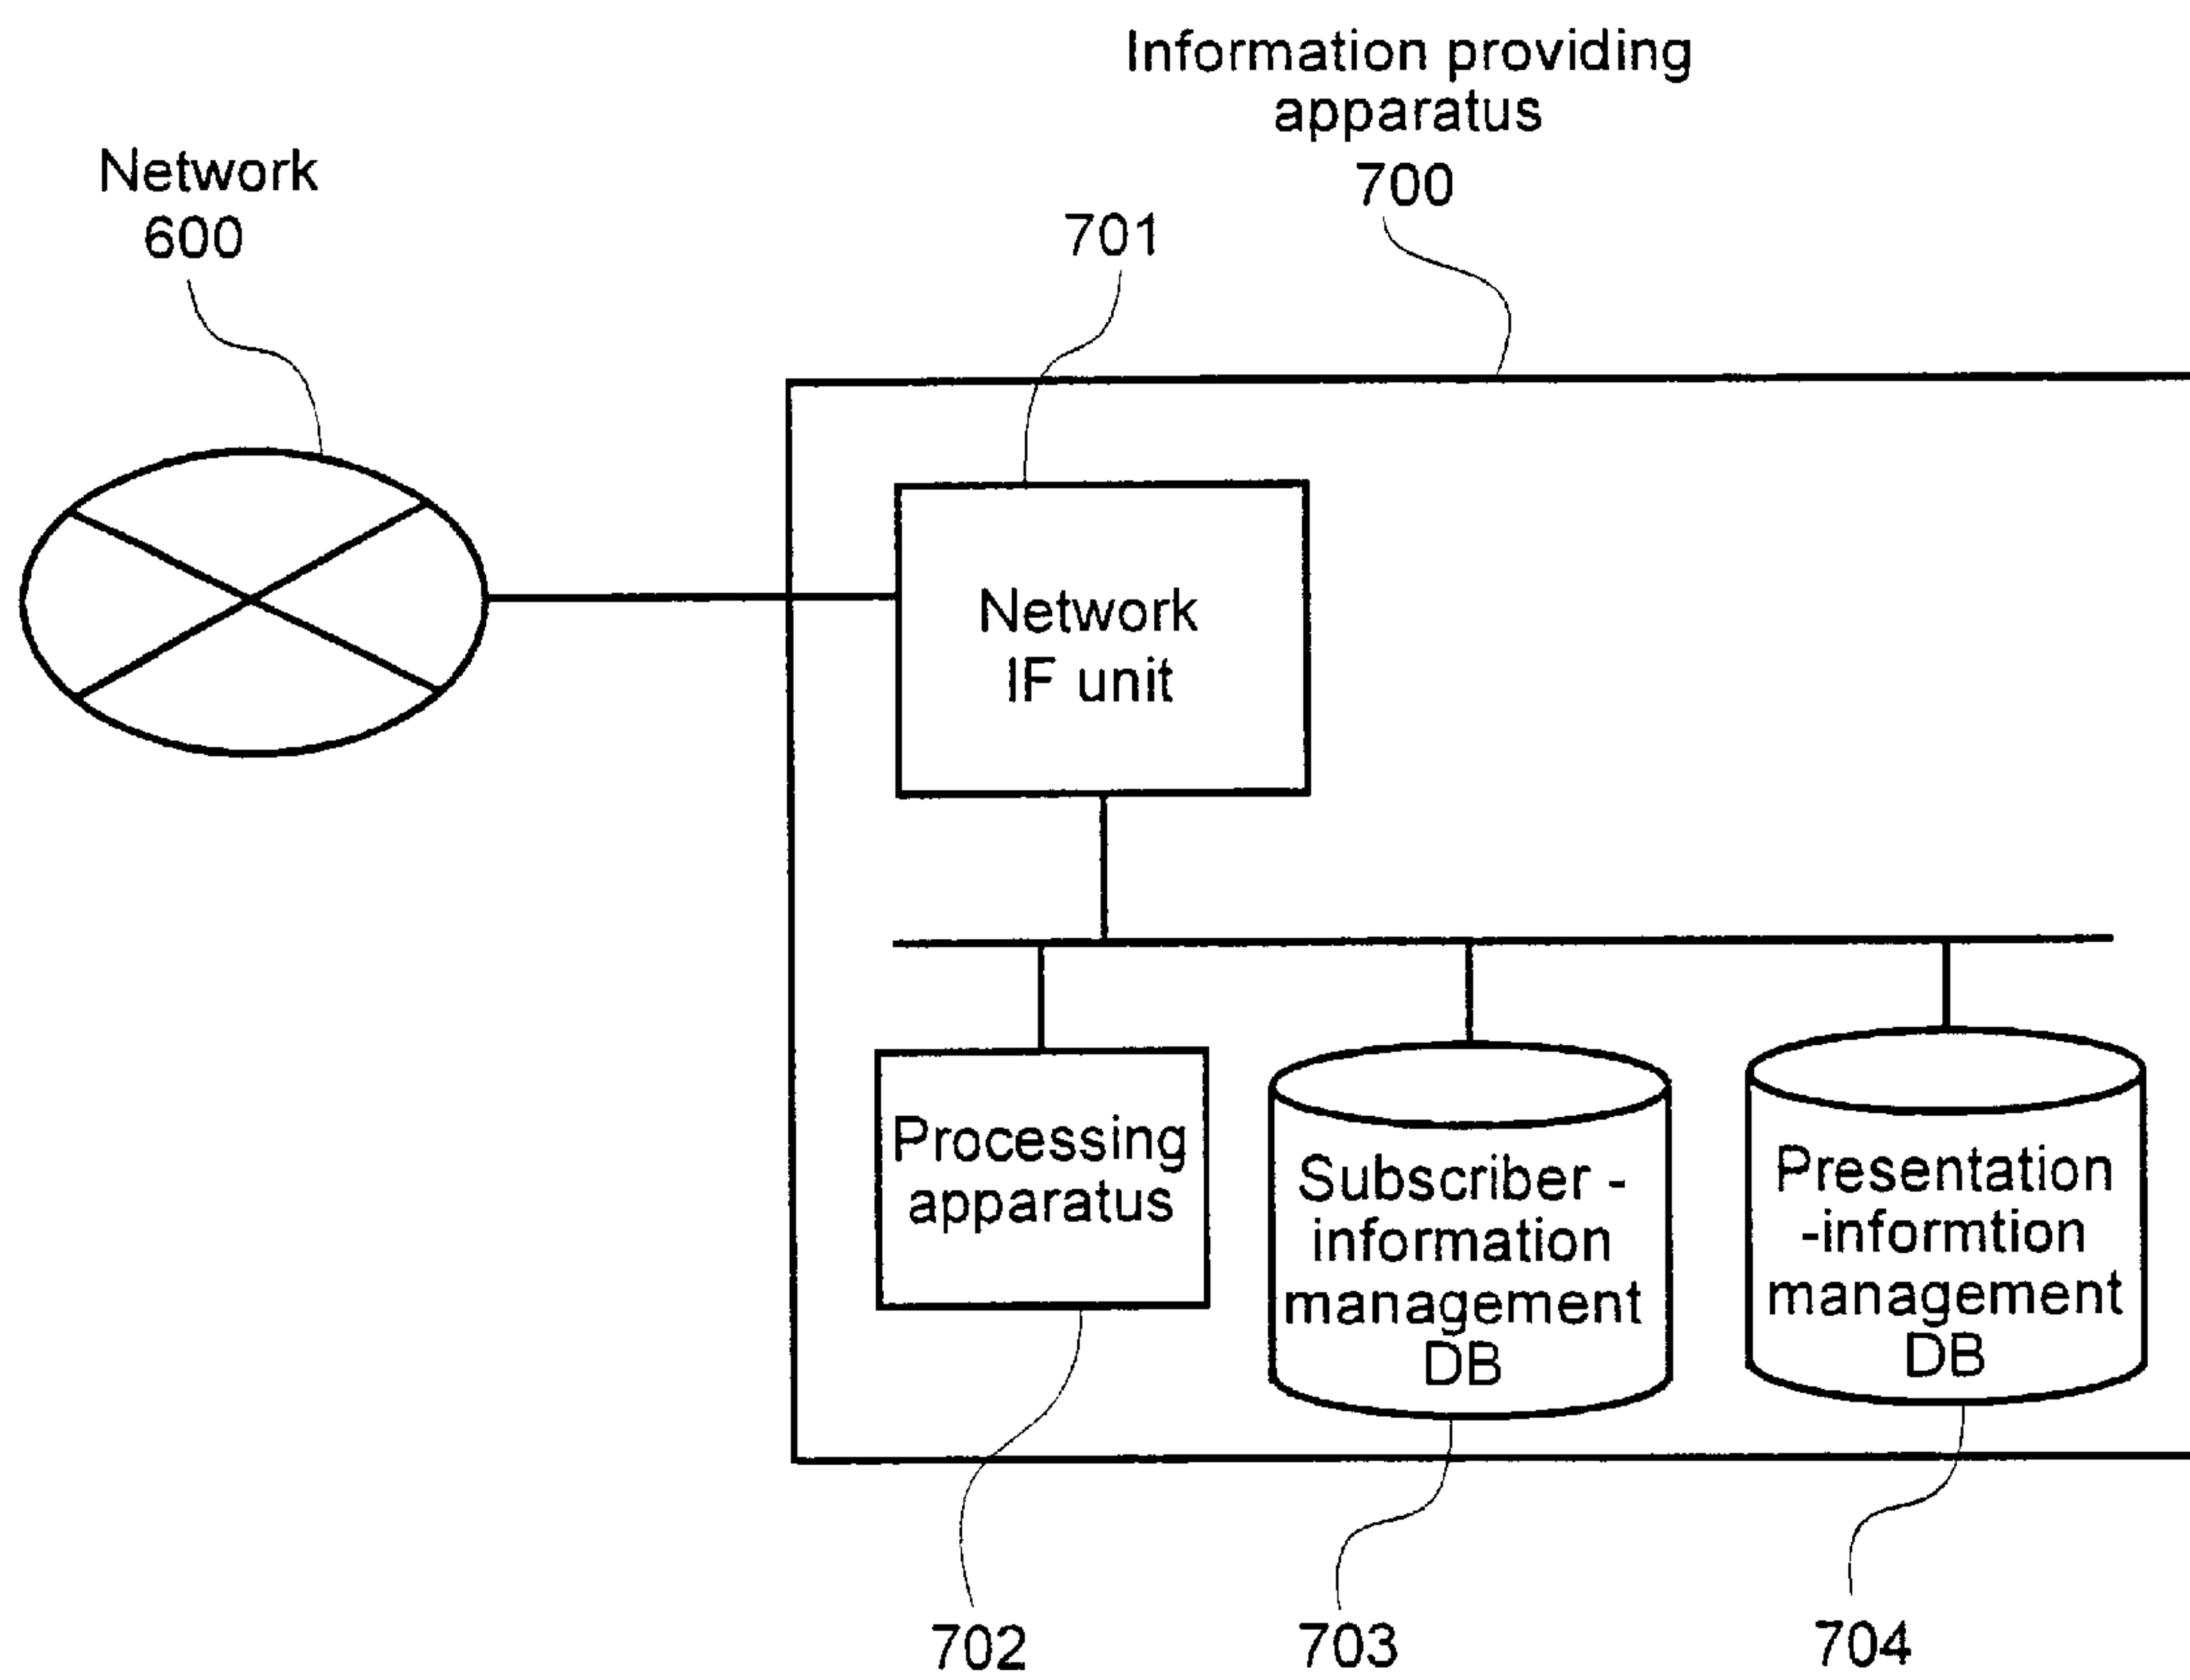 Information providing
apparatus
700
Network
600
701
Network
IF unit
Processing
apparatus
Subscriber -
information
management
DB
Presentation
-informtion
management
DB
702
703
704